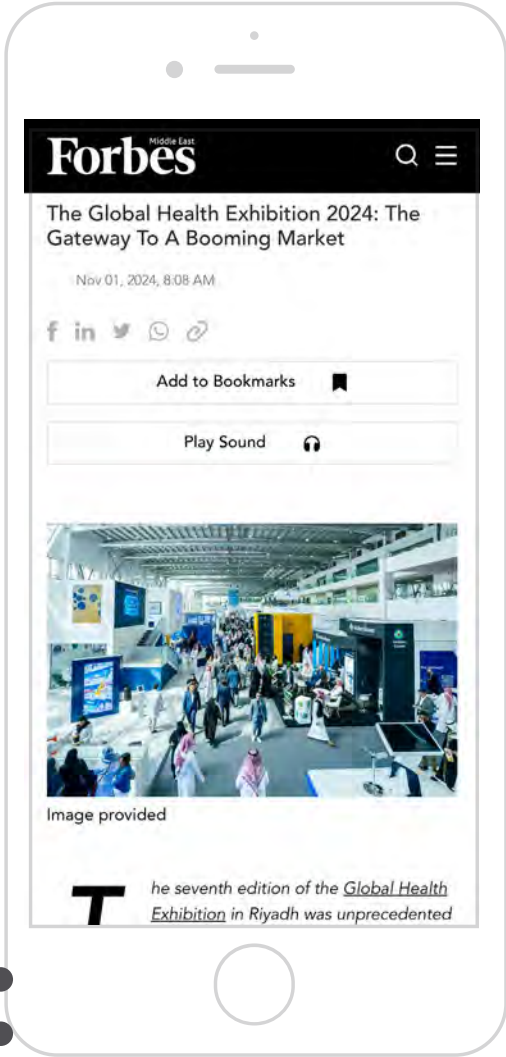 Forbes
Middle East
The Global Health Exhibition 2024: The
Gateway To A Booming Market
Nov 01, 2024, 8:08 AM
Add to Bookmarks
Play Sound
Image provided
The seventh edition of the Global Health
Exhibition in Riyadh was unprecedented